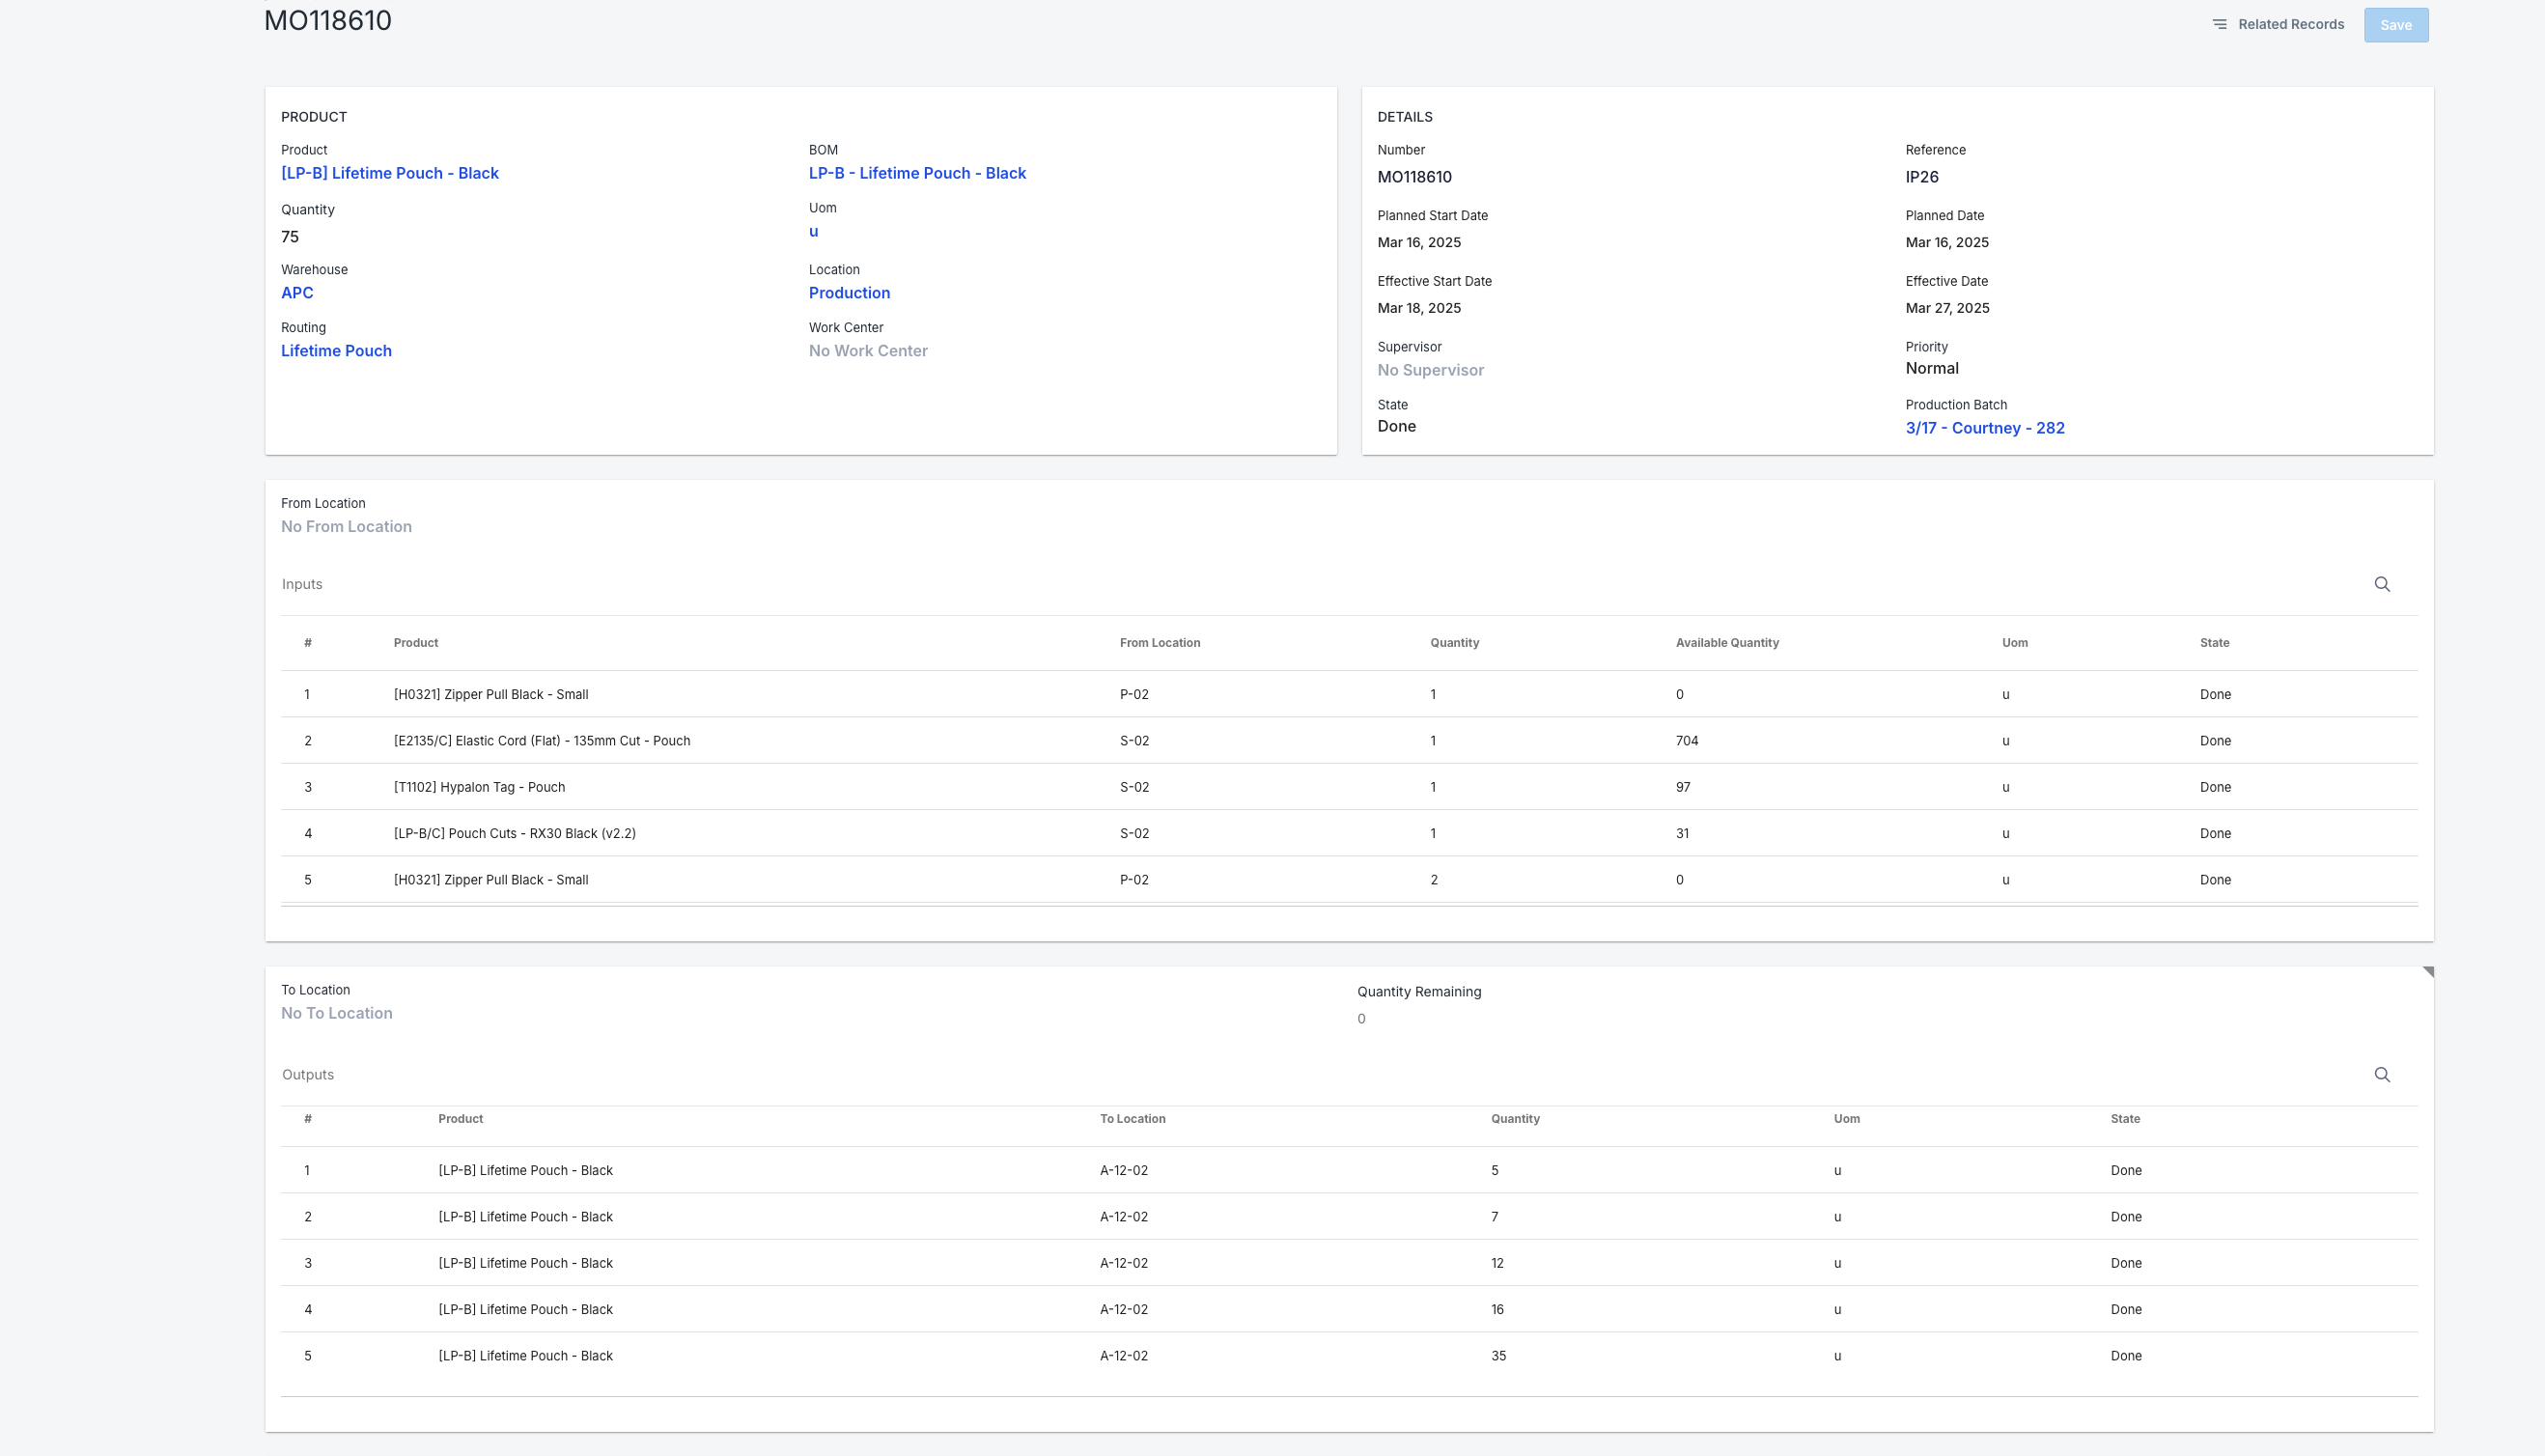 MO118610
Related Records
Save
PRODUCT
Product
[LP-B] Lifetime Pouch - Black
BOM
LP-B - Lifetime Pouch - Black
Quantity
75
Uom
u
Warehouse
APC
Location
Production
Routing
Lifetime Pouch
Work Center
No Work Center
DETAILS
Number
MO118610
Reference
IP26
Planned Start Date
Mar 16, 2025
Planned Date
Mar 16, 2025
Effective Start Date
Mar 18, 2025
Effective Date
Mar 27, 2025
Supervisor
No Supervisor
Priority
Normal
State
Done
Production Batch
3/17 - Courtney - 282
From Location
No From Location
Inputs
# Product From Location Quantity Available Quantity Uom State
1 [H0321] Zipper Pull Black - Small P-02 1 0 u Done
2 [E2135/C] Elastic Cord (Flat) - 135mm Cut - Pouch S-02 1 704 u Done
3 [T1102] Hypalon Tag - Pouch S-02 1 97 u Done
4 [LP-B/C] Pouch Cuts - RX30 Black (v2.2) S-02 1 31 u Done
5 [H0321] Zipper Pull Black - Small P-02 2 0 u Done
To Location
No To Location
Quantity Remaining
0
Outputs
# Product To Location Quantity Uom State
1 [LP-B] Lifetime Pouch - Black A-12-02 5 u Done
2 [LP-B] Lifetime Pouch - Black A-12-02 7 u Done
3 [LP-B] Lifetime Pouch - Black A-12-02 12 u Done
4 [LP-B] Lifetime Pouch - Black A-12-02 16 u Done
5 [LP-B] Lifetime Pouch - Black A-12-02 35 u Done